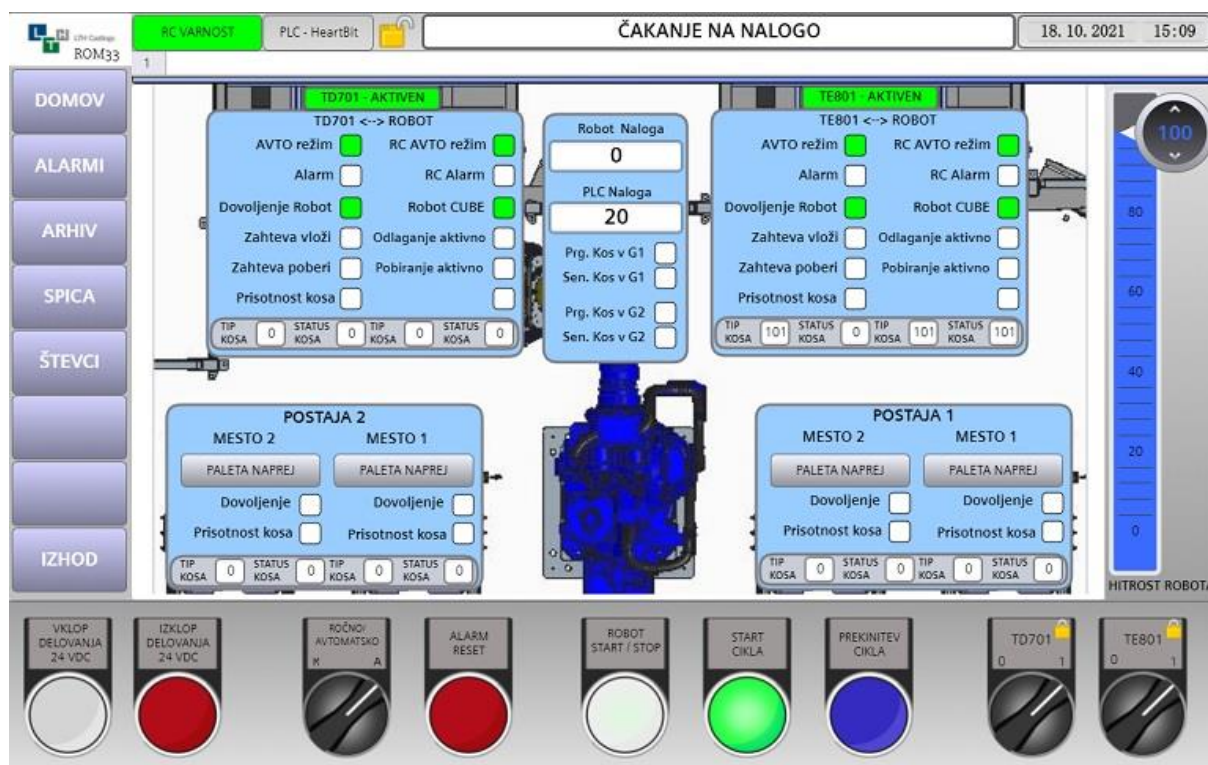 LTH Castings
ROM33
RC VARNOST
PLC - HeartBit
ČAKANJE NA NALOGO
18. 10. 2021 15:09
1
DOMOV
ALARMI
ARHIV
SPICA
ŠTEVCI
IZHOD
TD701 - AKTIVEN
TD701 <--> ROBOT
AVTO režim RC AVTO režim
Alarm RC Alarm
Dovoljenje Robot Robot CUBE
Zahteva vloži Odlaganje aktivno
Zahteva poberi Pobiranje aktivno
Prisotnost kosa
TIP KOSA 0 STATUS KOSA 0 TIP KOSA 0 STATUS KOSA 0
Robot Naloga
0
PLC Naloga
20
Prg. Kos v G1
Sen. Kos v G1
Prg. Kos v G2
Sen. Kos v G2
TE801 - AKTIVEN
TE801 <--> ROBOT
AVTO režim RC AVTO režim
Alarm RC Alarm
Dovoljenje Robot Robot CUBE
Zahteva vloži Odlaganje aktivno
Zahteva poberi Pobiranje aktivno
Prisotnost kosa
TIP KOSA 101 STATUS KOSA 0 TIP KOSA 101 STATUS KOSA 101
POSTAJA 2
MESTO 2 MESTO 1
PALETA NAPREJ PALETA NAPREJ
Dovoljenje Dovoljenje
Prisotnost kosa Prisotnost kosa
TIP KOSA 0 STATUS KOSA 0 TIP KOSA 0 STATUS KOSA 0
POSTAJA 1
MESTO 2 MESTO 1
PALETA NAPREJ PALETA NAPREJ
Dovoljenje Dovoljenje
Prisotnost kosa Prisotnost kosa
TIP KOSA 0 STATUS KOSA 0 TIP KOSA 0 STATUS KOSA 0
100
80
60
40
20
0
HITROST ROBOTA
VKLOP
DELOVANJA
24 VDC
IZKLOP
DELOVANJA
24 VDC
ROČNO/
AVTOMATSKO
R A
ALARM
RESET
ROBOT
START / STOP
START
CIKLA
PREKINITEV
CIKLA
TD701
0 1
TE801
0 1